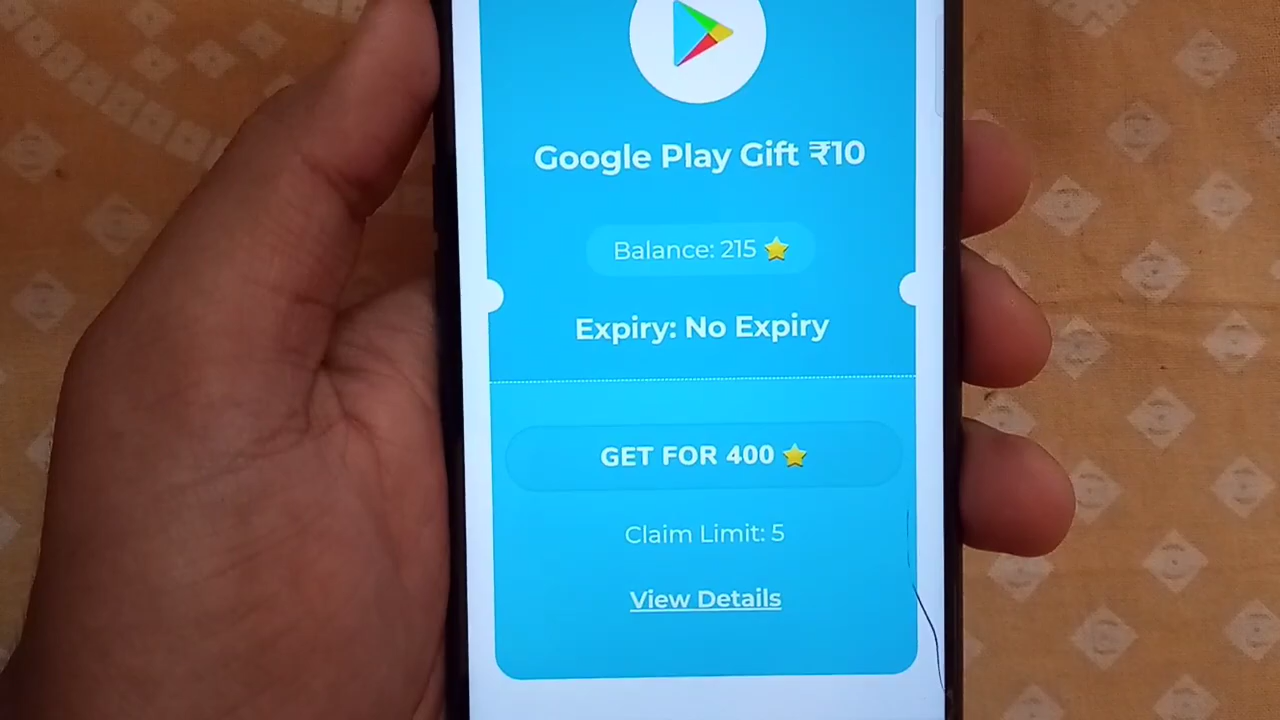 Google Play Gift ₹10
Balance: 215 ⭐
Expiry: No Expiry
GET FOR 400 ⭐
Claim Limit: 5
View Details